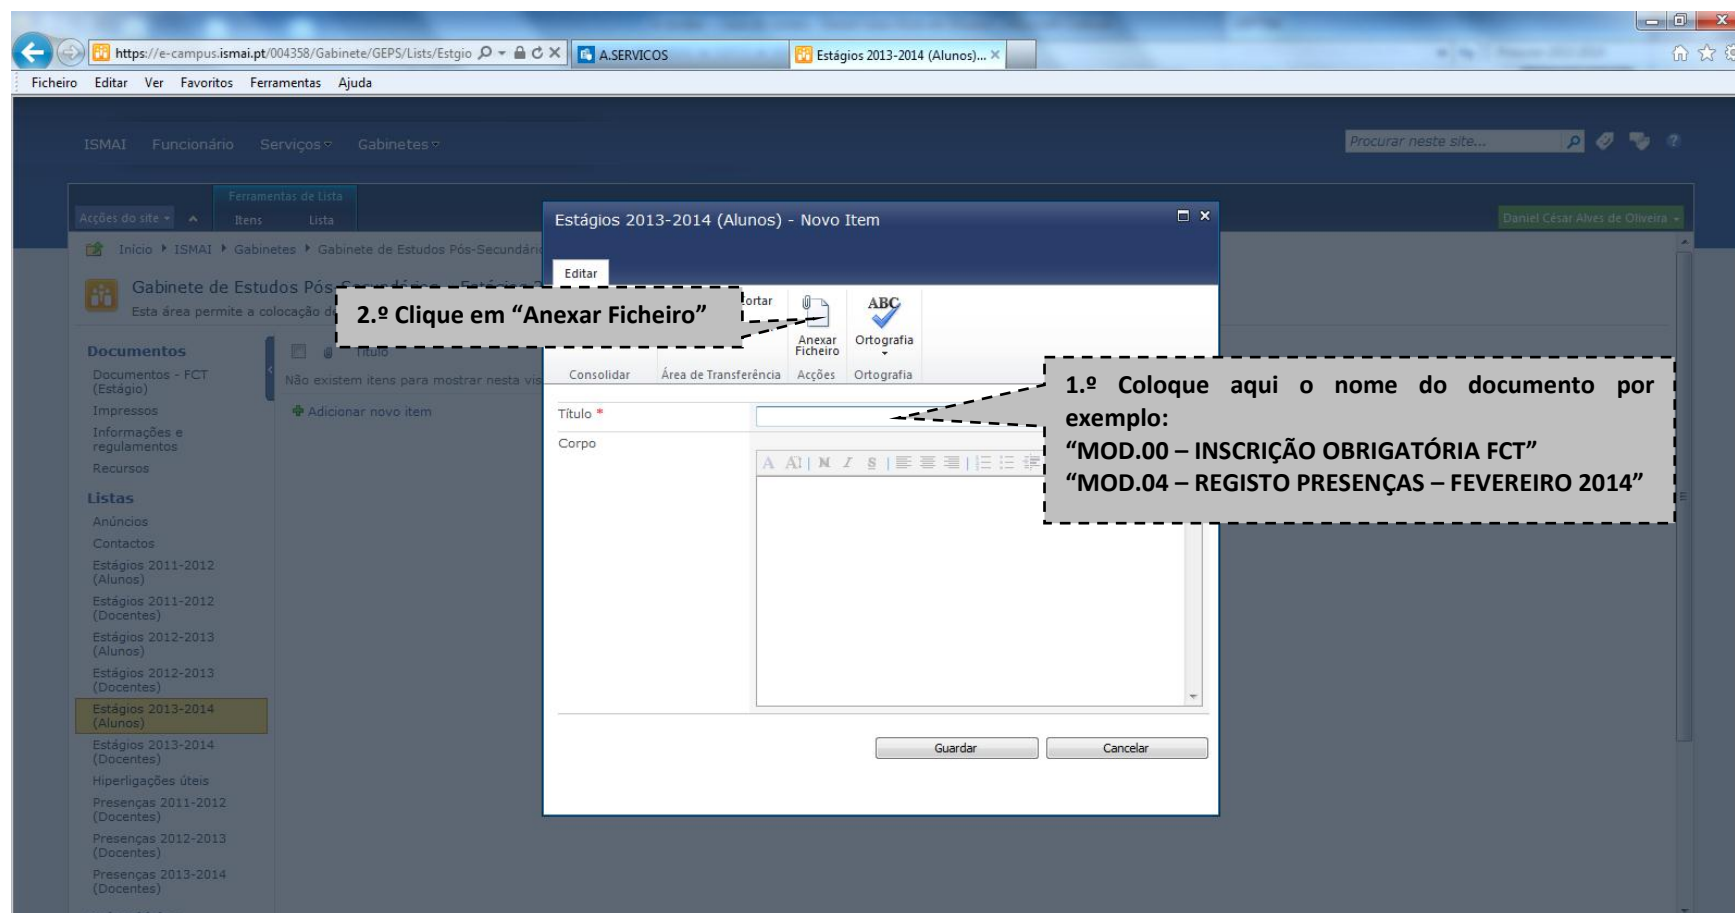 https://e-campus.ismai.pt/004358/Gabinete/GEPS/Lists/Estgio
A.SERVICOS
Estágios 2013-2014 (Alunos)...
Ficheiro Editar Ver Favoritos Ferramentas Ajuda
ISMAI Funcionário Serviços Gabinetes
Procurar neste site...
Ferramentas de Lista
Acções do site Itens Lista
Daniel César Alves de Oliveira
Início ISMAI Gabinetes Gabinete de Estudos Pós-Secundário
Gabinete de Estudos Pós-Secundários Estágios 2
Esta área permite a colocação d
Documentos
Documentos - FCT
(Estágio)
Impressos
Informações e
regulamentos
Recursos
Listas
Anúncios
Contactos
Estágios 2011-2012
(Alunos)
Estágios 2011-2012
(Docentes)
Estágios 2012-2013
(Alunos)
Estágios 2012-2013
(Docentes)
Estágios 2013-2014
(Alunos)
Estágios 2013-2014
(Docentes)
Hiperligações úteis
Presenças 2011-2012
(Docentes)
Presenças 2012-2013
(Docentes)
Presenças 2013-2014
(Docentes)
Título
Não existem itens para mostrar nesta vis
Adicionar novo item
Estágios 2013-2014 (Alunos) - Novo Item
Editar
2.º Clique em “Anexar Ficheiro”
ortar
Anexar
Ficheiro
ABC
Ortografia
Consolidar Área de Transferência Acções Ortografia
Título *
Corpo
1.º Coloque aqui o nome do documento por
exemplo:
“MOD.00 – INSCRIÇÃO OBRIGATÓRIA FCT”
“MOD.04 – REGISTO PRESENÇAS – FEVEREIRO 2014”
A AI N I S
Guardar Cancelar